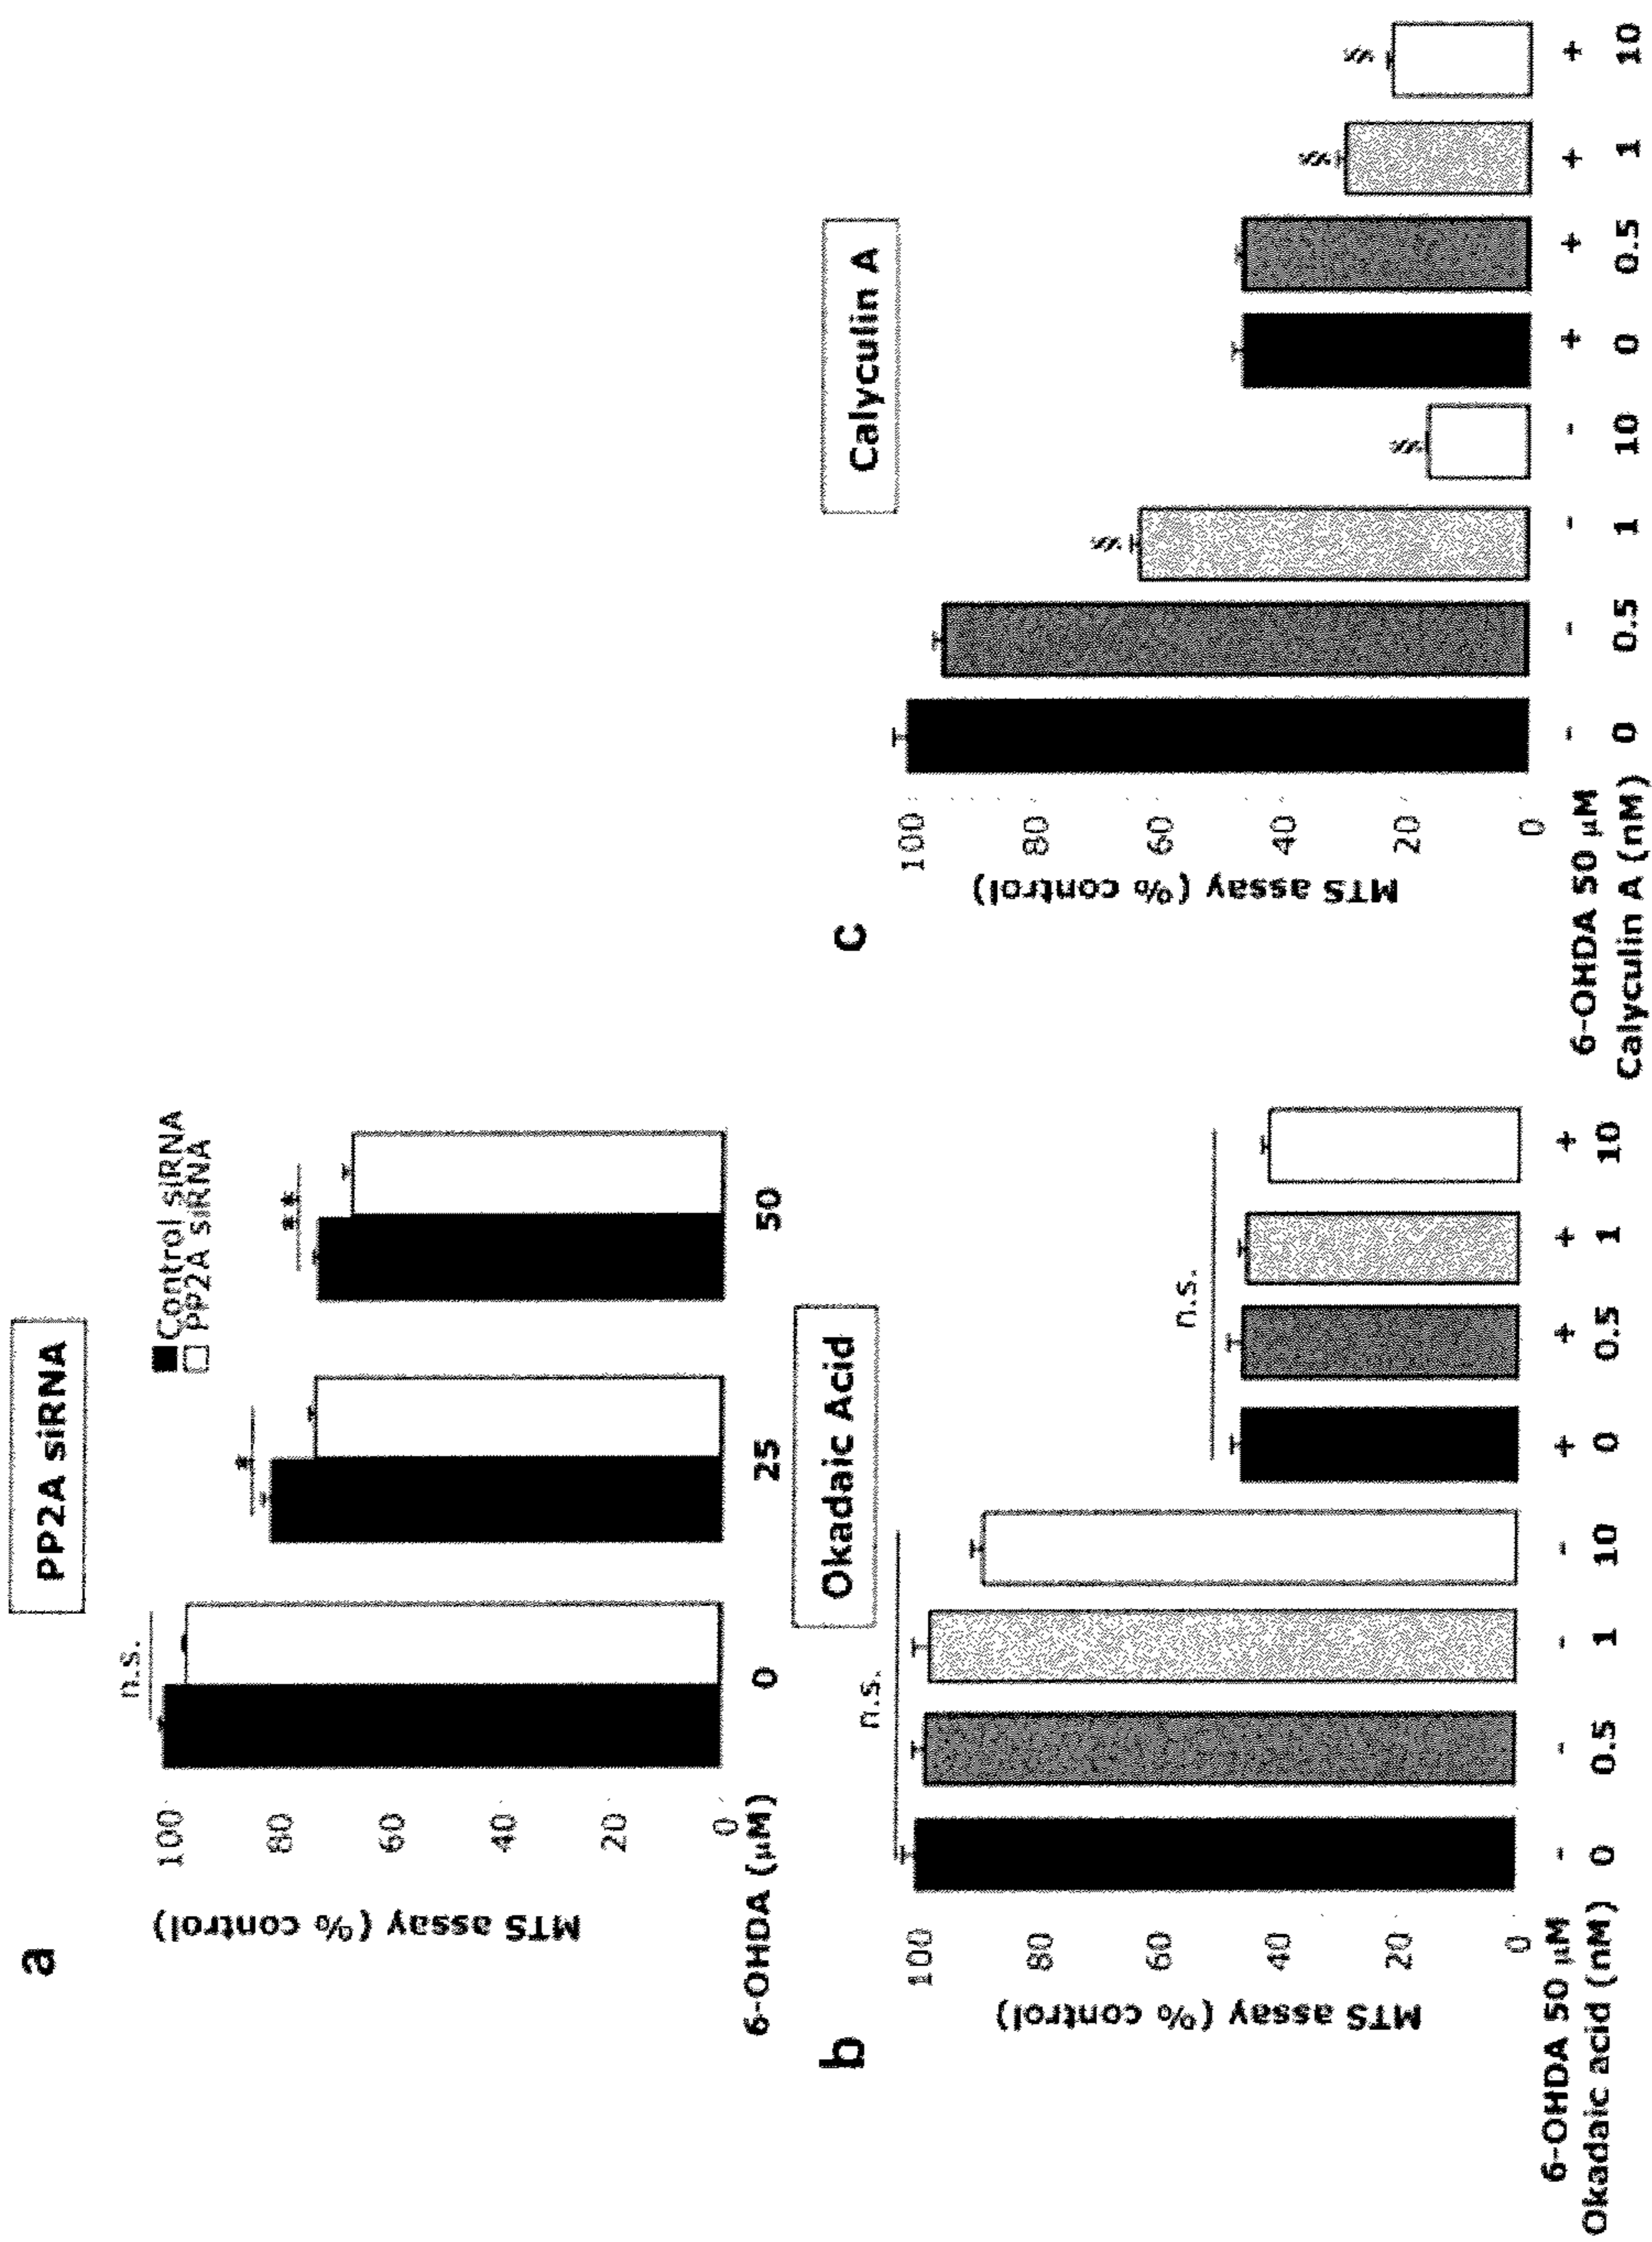 a
PP2A siRNA
Control siRNA
PP2A siRNA
MTS assay (% control)
100
80
60
40
20
0
n.s.
*
**
6-OHDA (µM)
0 25 50
b
Okadaic Acid
MTS assay (% control)
100
80
60
40
20
0
n.s.
n.s.
6-OHDA 50 µM - - - - + + + +
Okadaic acid (nM) 0 0.5 1 10 0 0.5 1 10
c
Calyculin A
MTS assay (% control)
100
80
60
40
20
0
§ § § §
6-OHDA 50 µM - - - - + + + +
Calyculin A (nM) 0 0.5 1 10 0 0.5 1 10